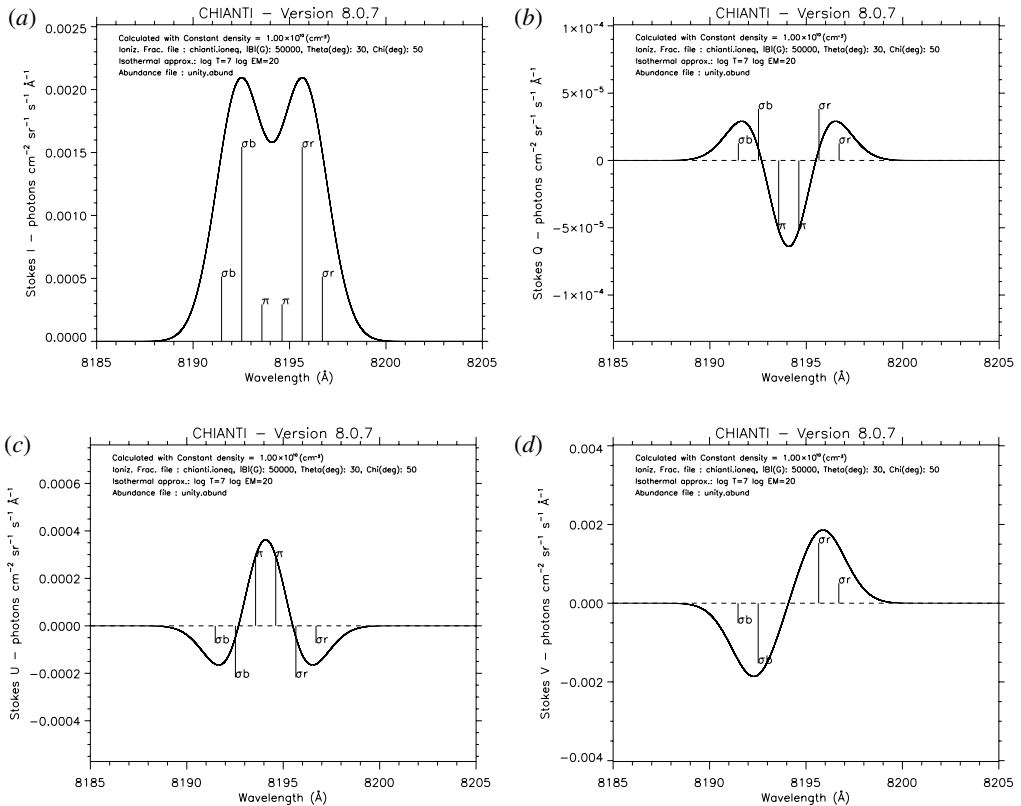 (a)
CHIANTI – Version 8.0.7
Calculated with Constant density = 1.00×10¹⁰(cm⁻³)
Ioniz. Frac. file : chianti.ioneq, |B|(G): 50000, Theta(deg): 30, Chi(deg): 50
Isothermal approx.: log T=7 log EM=20
Abundance file : unity.abund
Stokes I – photons cm⁻² sr⁻¹ s⁻¹ Å⁻¹
0.0025
0.0020
0.0015
0.0010
0.0005
0.0000
σb
σb
π
π
σr
σr
8185 8190 8195 8200 8205
Wavelength (Å)
(b)
CHIANTI – Version 8.0.7
Calculated with Constant density = 1.00×10¹⁰(cm⁻³)
Ioniz. Frac. file : chianti.ioneq, |B|(G): 50000, Theta(deg): 30, Chi(deg): 50
Isothermal approx.: log T=7 log EM=20
Abundance file : unity.abund
Stokes Q – photons cm⁻² sr⁻¹ s⁻¹ Å⁻¹
1×10⁻⁴
5×10⁻⁵
0
−5×10⁻⁵
−1×10⁻⁴
σb
σb
π
π
σr
σr
8185 8190 8195 8200 8205
Wavelength (Å)
(c)
CHIANTI – Version 8.0.7
Calculated with Constant density = 1.00×10¹⁰(cm⁻³)
Ioniz. Frac. file : chianti.ioneq, |B|(G): 50000, Theta(deg): 30, Chi(deg): 50
Isothermal approx.: log T=7 log EM=20
Abundance file : unity.abund
Stokes U – photons cm⁻² sr⁻¹ s⁻¹ Å⁻¹
0.0006
0.0004
0.0002
0.0000
−0.0002
−0.0004
σb
σb
π
π
σr
σr
8185 8190 8195 8200 8205
Wavelength (Å)
(d)
CHIANTI – Version 8.0.7
Calculated with Constant density = 1.00×10¹⁰(cm⁻³)
Ioniz. Frac. file : chianti.ioneq, |B|(G): 50000, Theta(deg): 30, Chi(deg): 50
Isothermal approx.: log T=7 log EM=20
Abundance file : unity.abund
Stokes V – photons cm⁻² sr⁻¹ s⁻¹ Å⁻¹
0.004
0.002
0.000
−0.002
−0.004
σb
σb
σr
σr
8185 8190 8195 8200 8205
Wavelength (Å)